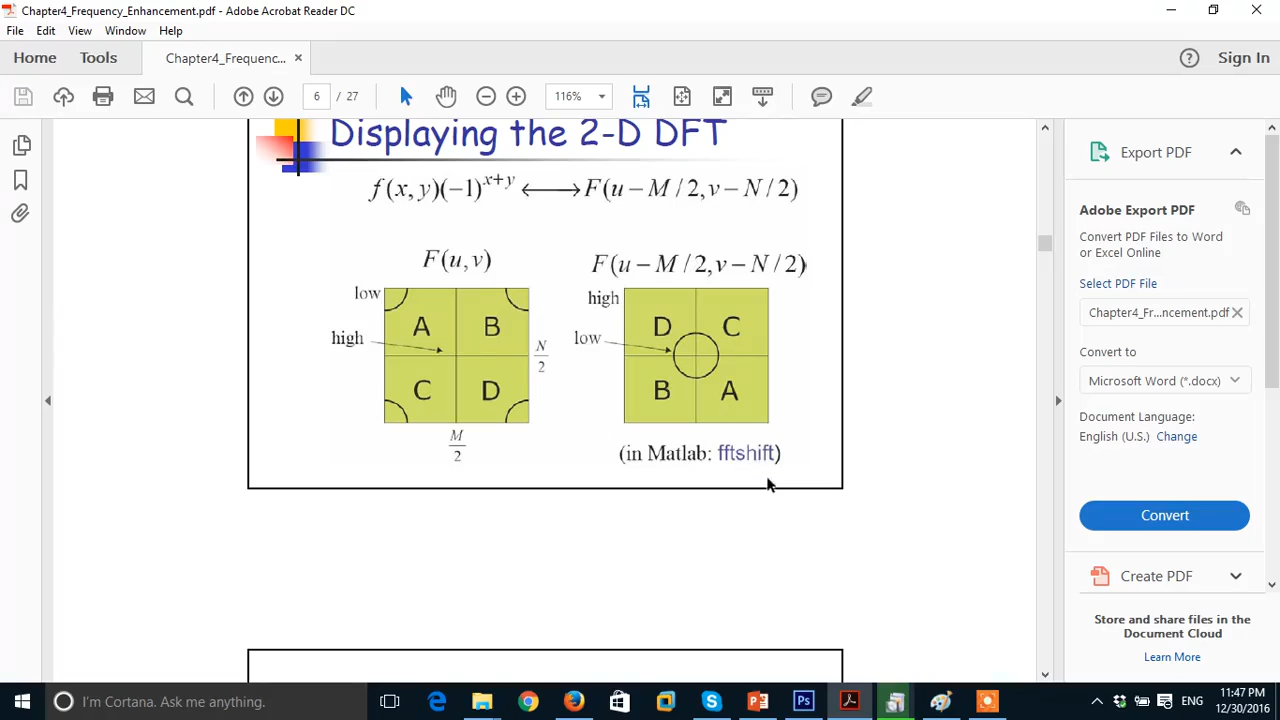 Chapter4_Frequency_Enhancement.pdf - Adobe Acrobat Reader DC
File Edit View Window Help
Home Tools Chapter4_Frequenc... × Sign In
6 / 27 116%
Displaying the 2-D DFT
f(x, y)(−1)^{x+y} ⟷ F(u − M / 2, v − N / 2)
F(u, v) F(u − M / 2, v − N / 2)
low high
A B D C
high low
N/2
C D B A
M/2
(in Matlab: fftshift)
Export PDF
Adobe Export PDF
Convert PDF Files to Word
or Excel Online
Select PDF File
Chapter4_Fr...ncement.pdf ×
Convert to
Microsoft Word (*.docx)
Document Language:
English (U.S.) Change
Convert
Create PDF
Store and share files in the
Document Cloud
Learn More
I'm Cortana. Ask me anything.
ENG
11:47 PM
12/30/2016